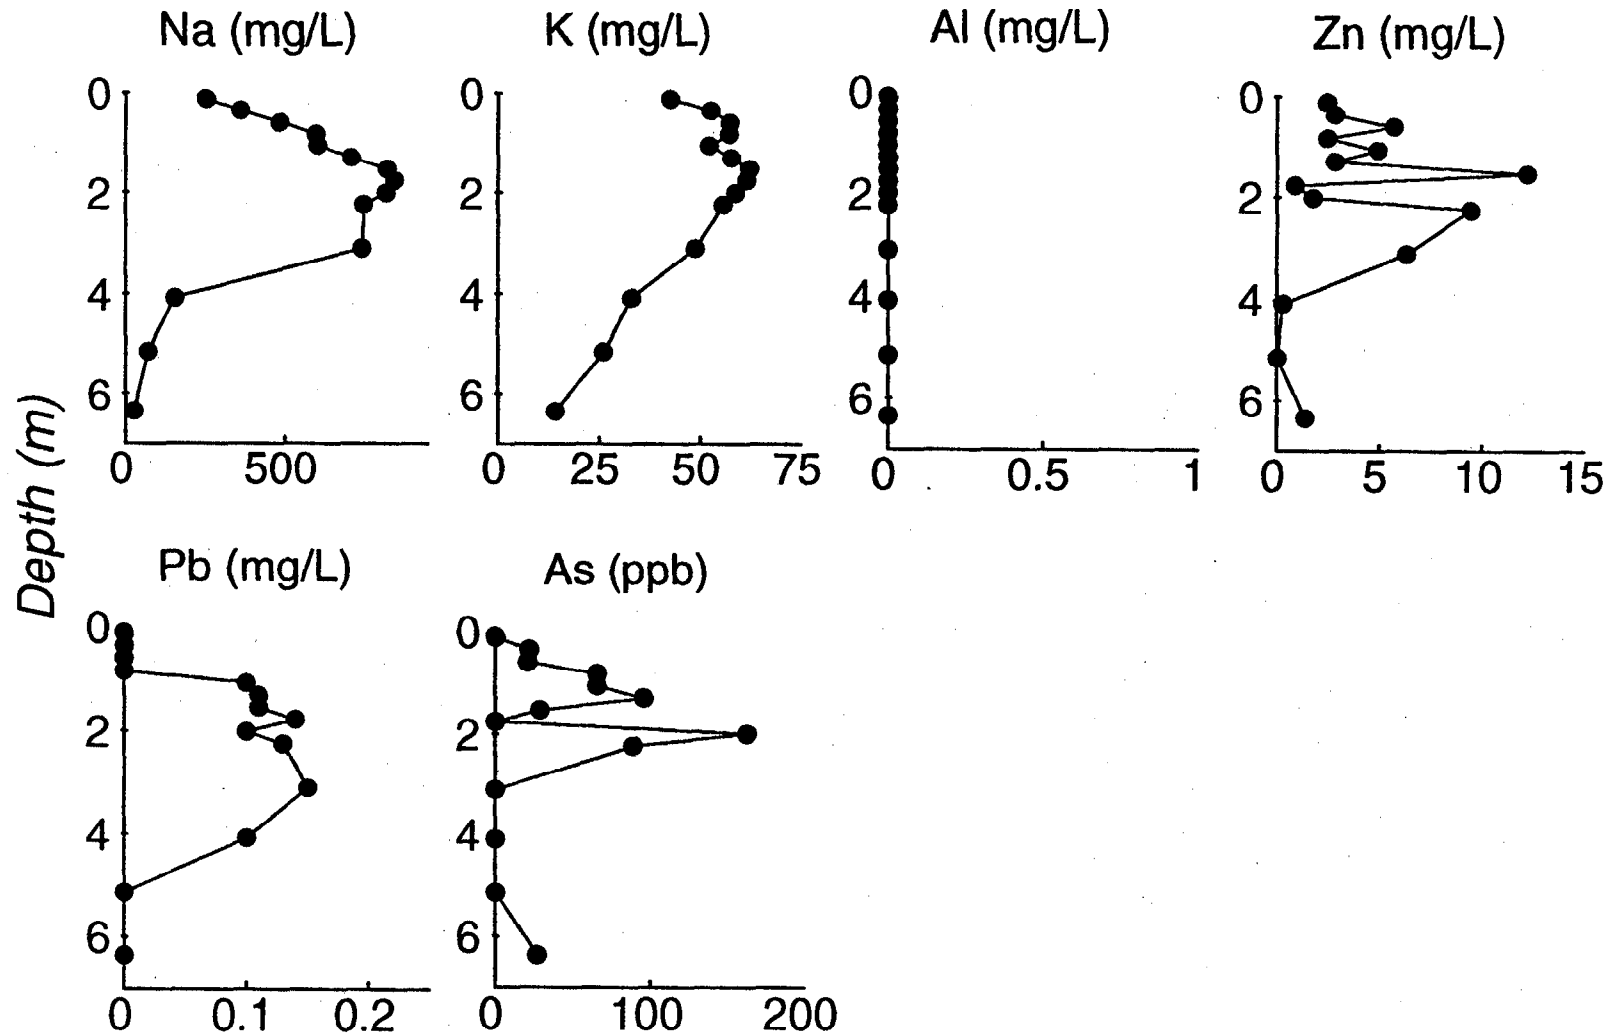 Na (mg/L) K (mg/L) Al (mg/L) Zn (mg/L)
0 0 0 0
2 2 2 2
4 4 4 4
6 6 6 6
0 500 0 25 50 75 0 0.5 1 0 5 10 15
Depth (m)
Pb (mg/L) As (ppb)
0 0
2 2
4 4
6 6
0 0.1 0.2 0 100 200